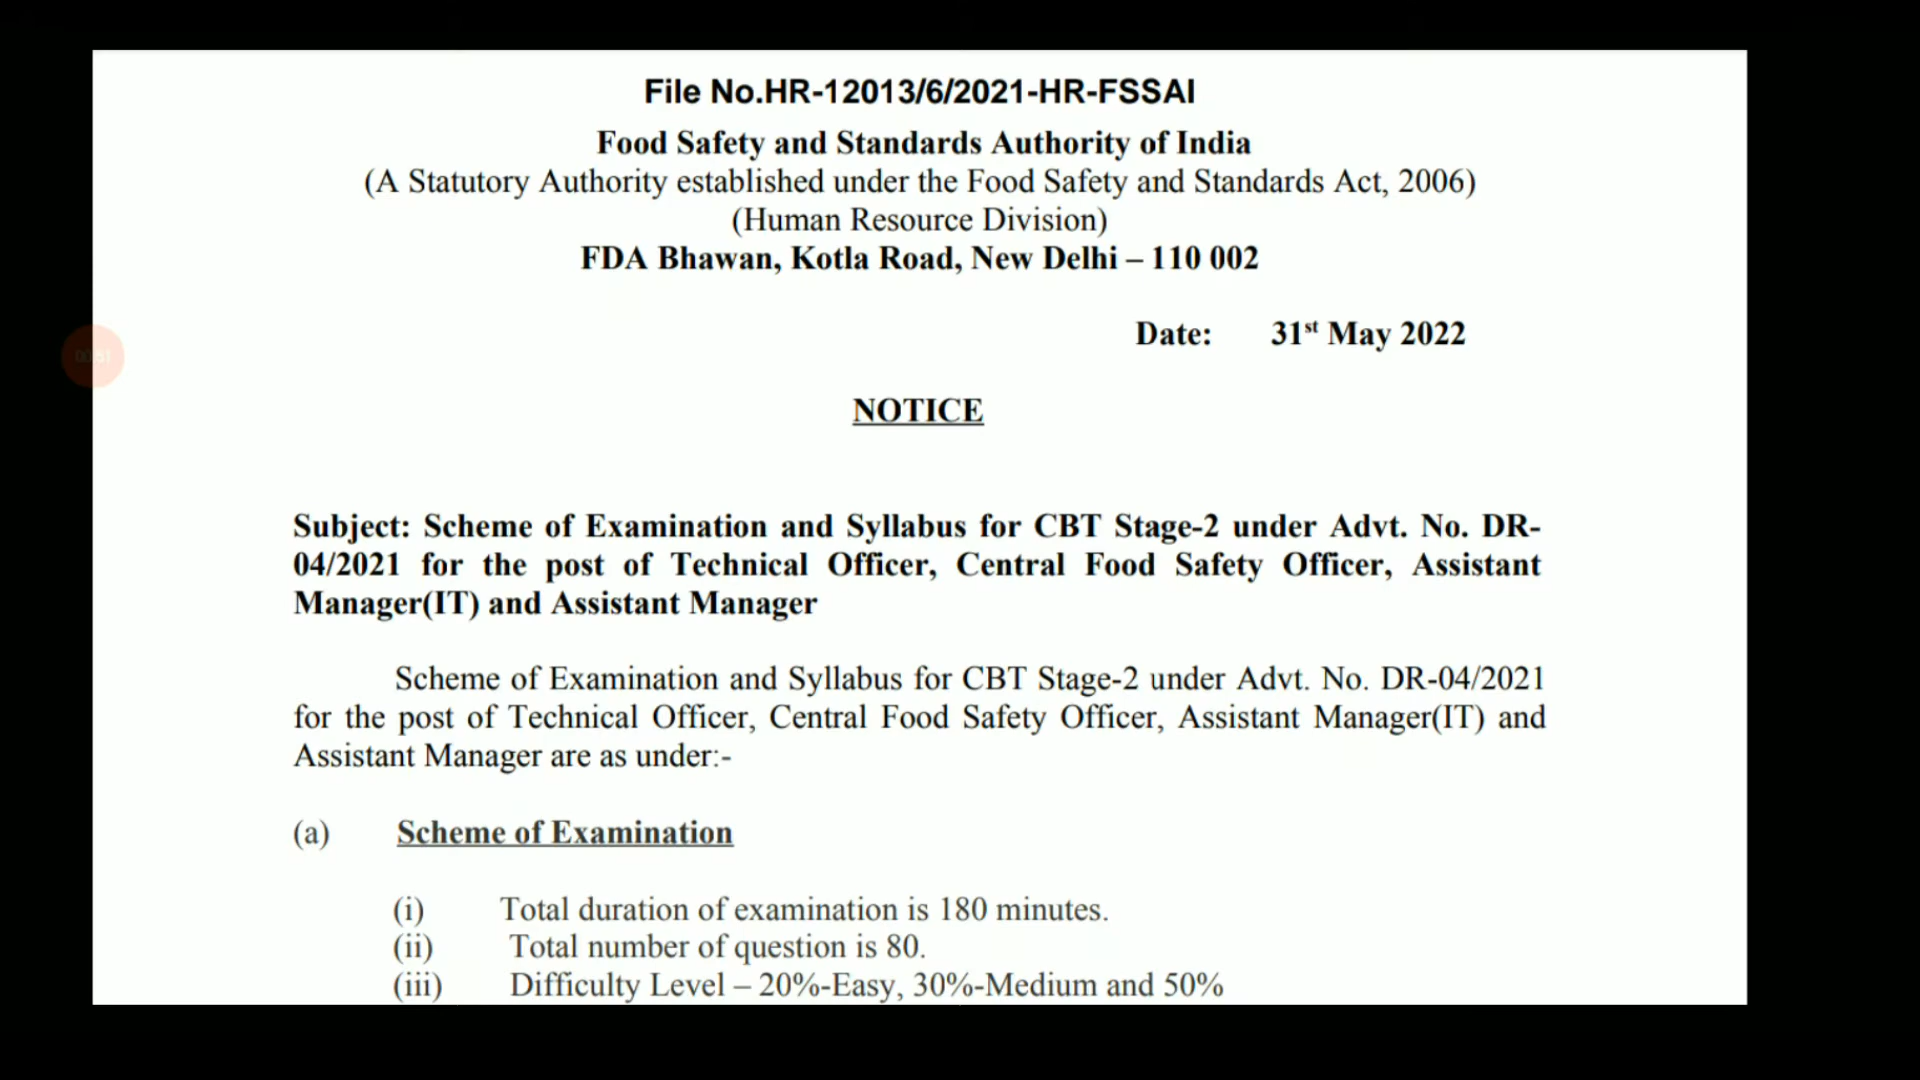 File No.HR-12013/6/2021-HR-FSSAI
Food Safety and Standards Authority of India
(A Statutory Authority established under the Food Safety and Standards Act, 2006)
(Human Resource Division)
FDA Bhawan, Kotla Road, New Delhi – 110 002
Date: 31st May 2022
NOTICE
Subject: Scheme of Examination and Syllabus for CBT Stage-2 under Advt. No. DR-
04/2021 for the post of Technical Officer, Central Food Safety Officer, Assistant
Manager(IT) and Assistant Manager
Scheme of Examination and Syllabus for CBT Stage-2 under Advt. No. DR-04/2021
for the post of Technical Officer, Central Food Safety Officer, Assistant Manager(IT) and
Assistant Manager are as under:-
(a) Scheme of Examination
(i) Total duration of examination is 180 minutes.
(ii) Total number of question is 80.
(iii) Difficulty Level – 20%-Easy, 30%-Medium and 50%